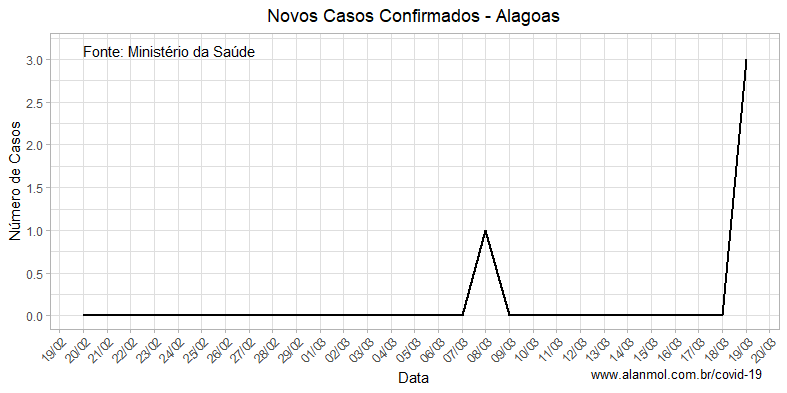 Novos Casos Confirmados - Alagoas
Fonte: Ministério da Saúde
Número de Casos
3.0
2.5
2.0
1.5
1.0
0.5
0.0
19/02 20/02 21/02 22/02 23/02 24/02 25/02 26/02 27/02 28/02 29/02 01/03 02/03 03/03 04/03 05/03 06/03 07/03 08/03 09/03 10/03 11/03 12/03 13/03 14/03 15/03 16/03 17/03 18/03 19/03 20/03
Data
www.alanmol.com.br/covid-19